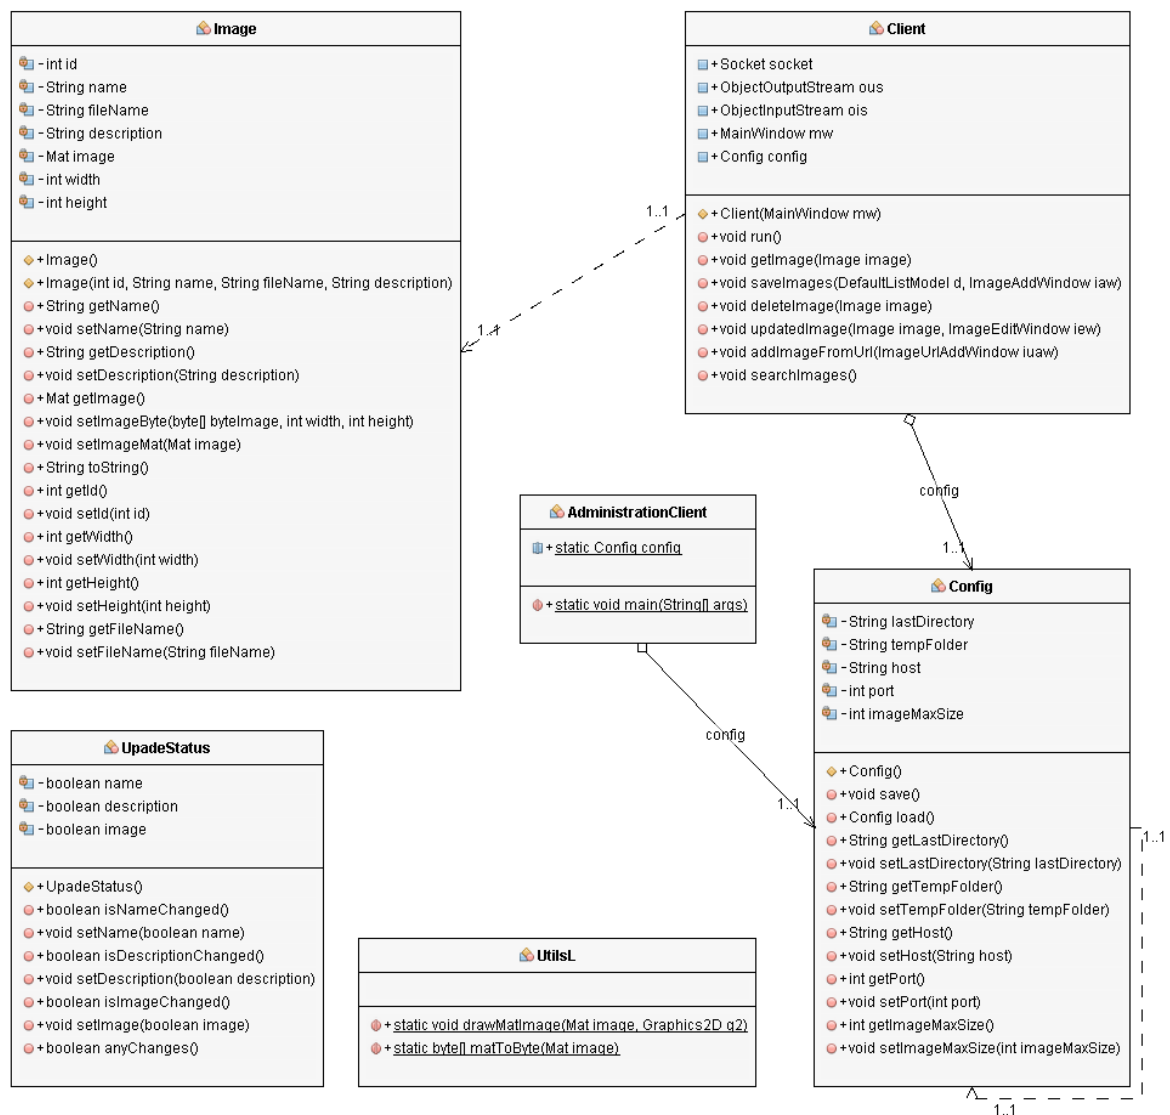 Image
-int id
-String name
-String fileName
-String description
-Mat image
-int width
-int height
+Image()
+Image(int id, String name, String fileName, String description)
+String getName()
+void setName(String name)
+String getDescription()
+void setDescription(String description)
+Mat getImage()
+void setImageByte(byte[] byteImage, int width, int height)
+void setImageMat(Mat image)
+String toString()
+int getId()
+void setId(int id)
+int getWidth()
+void setWidth(int width)
+int getHeight()
+void setHeight(int height)
+String getFileName()
+void setFileName(String fileName)
Client
+Socket socket
+ObjectOutputStream ous
+ObjectInputStream ois
+MainWindow mw
+Config config
+Client(MainWindow mw)
+void run()
+void getImage(Image image)
+void saveImages(DefaultListModel d, ImageAddWindow iaw)
+void deleteImage(Image image)
+void updatedImage(Image image, ImageEditWindow iew)
+void addImageFromUrl(ImageUrlAddWindow iuaw)
+void searchImages()
1..1
1..1
config
1..1
AdministrationClient
+static Config config
+static void main(String[] args)
config
1..1
Config
-String lastDirectory
-String tempFolder
-String host
-int port
-int imageMaxSize
+Config()
+void save()
+Config load()
+String getLastDirectory()
+void setLastDirectory(String lastDirectory)
+String getTempFolder()
+void setTempFolder(String tempFolder)
+String getHost()
+void setHost(String host)
+int getPort()
+void setPort(int port)
+int getImageMaxSize()
+void setImageMaxSize(int imageMaxSize)
1..1
1..1
UpadeStatus
-boolean name
-boolean description
-boolean image
+UpadeStatus()
+boolean isNameChanged()
+void setName(boolean name)
+boolean isDescriptionChanged()
+void setDescription(boolean description)
+boolean isImageChanged()
+void setImage(boolean image)
+boolean anyChanges()
UtilsL
+static void drawMatImage(Mat image, Graphics2D g2)
+static byte[] matToByte(Mat image)